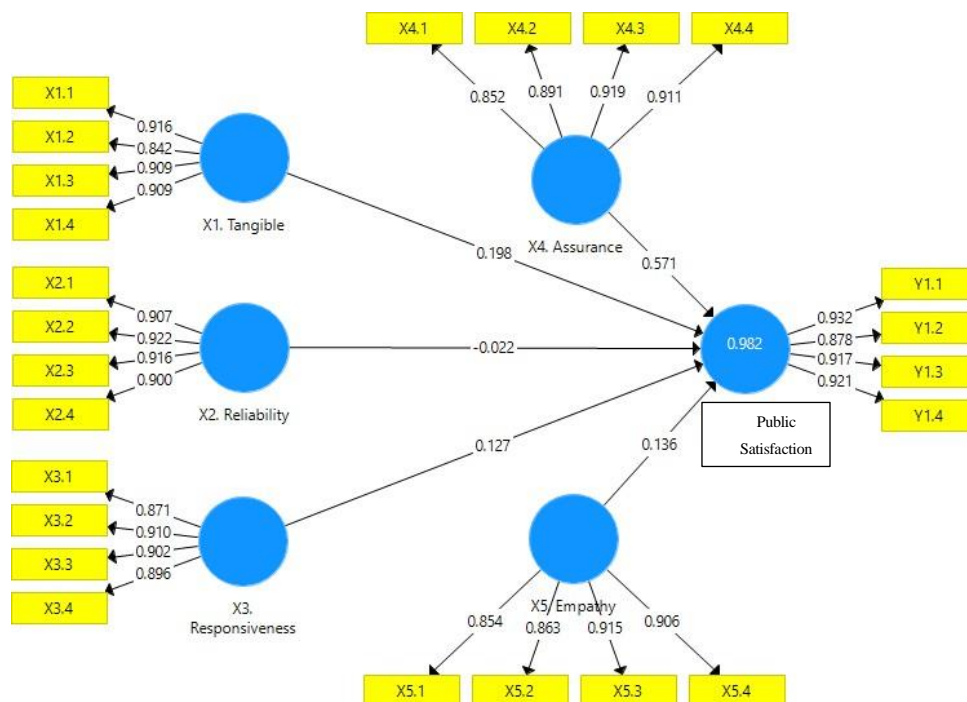 X4.1
X4.2
X4.3
X4.4
0.852
0.891
0.919
0.911
X4. Assurance
X1.1
X1.2
X1.3
X1.4
0.916
0.842
0.909
0.909
X1. Tangible
0.198
0.571
X2.1
X2.2
X2.3
X2.4
0.907
0.922
0.916
0.900
X2. Reliability
-0.022
0.982
Public
Satisfaction
0.932
0.878
0.917
0.921
Y1.1
Y1.2
Y1.3
Y1.4
X3.1
X3.2
X3.3
X3.4
0.871
0.910
0.902
0.896
X3.
Responsiveness
0.127
0.136
X5. Empathy
0.854
0.863
0.915
0.906
X5.1
X5.2
X5.3
X5.4